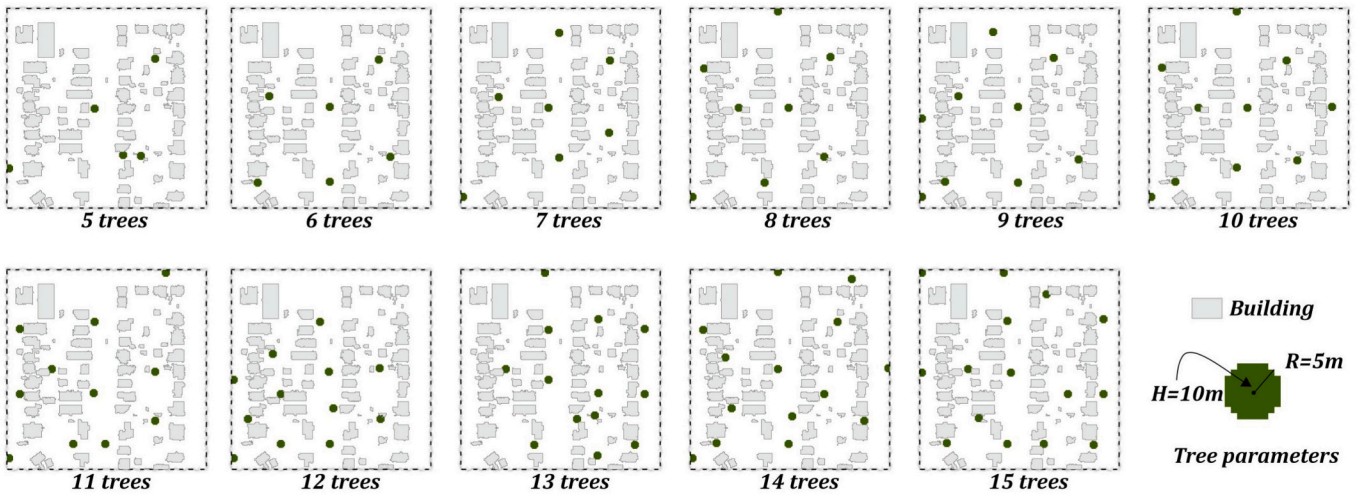 5 trees
6 trees
7 trees
8 trees
9 trees
10 trees
11 trees
12 trees
13 trees
14 trees
15 trees
Building
R=5m
H=10m
Tree parameters